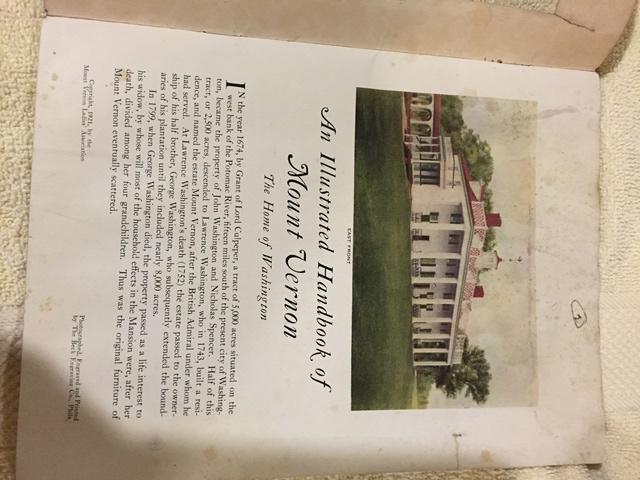 EAST FRONT
An Illustrated Handbook of
Mount Vernon
The Home of Washington
IN the year 1674, by Grant of Lord Culpeper, a tract of 5,000 acres situated on the
west bank of the Potomac River, fifteen miles south of the present city of Washing-
ton, became the property of John Washington and Nicholas Spencer. Half of this
tract, or 2,500 acres, descended to Lawrence Washington, who in 1743, built a resi-
dence, and named the estate Mount Vernon, after the British Admiral under whom he
had served. At Lawrence Washington's death (1752) the estate passed to the owner-
ship of his half brother, George Washington, who subsequently extended the bound-
aries of his plantation until they included nearly 8,000 acres.
In 1799, when George Washington died, the property passed as a life interest to
his widow, by whose will most of the household effects in the Mansion were, after her
death, divided among her four grandchildren. Thus was the original furniture of
Mount Vernon eventually scattered.
Copyright, 1921, by the
Mount Vernon Ladies Association
Photographed, Engraved and Printed
by The Beck Engraving Co., Phila.